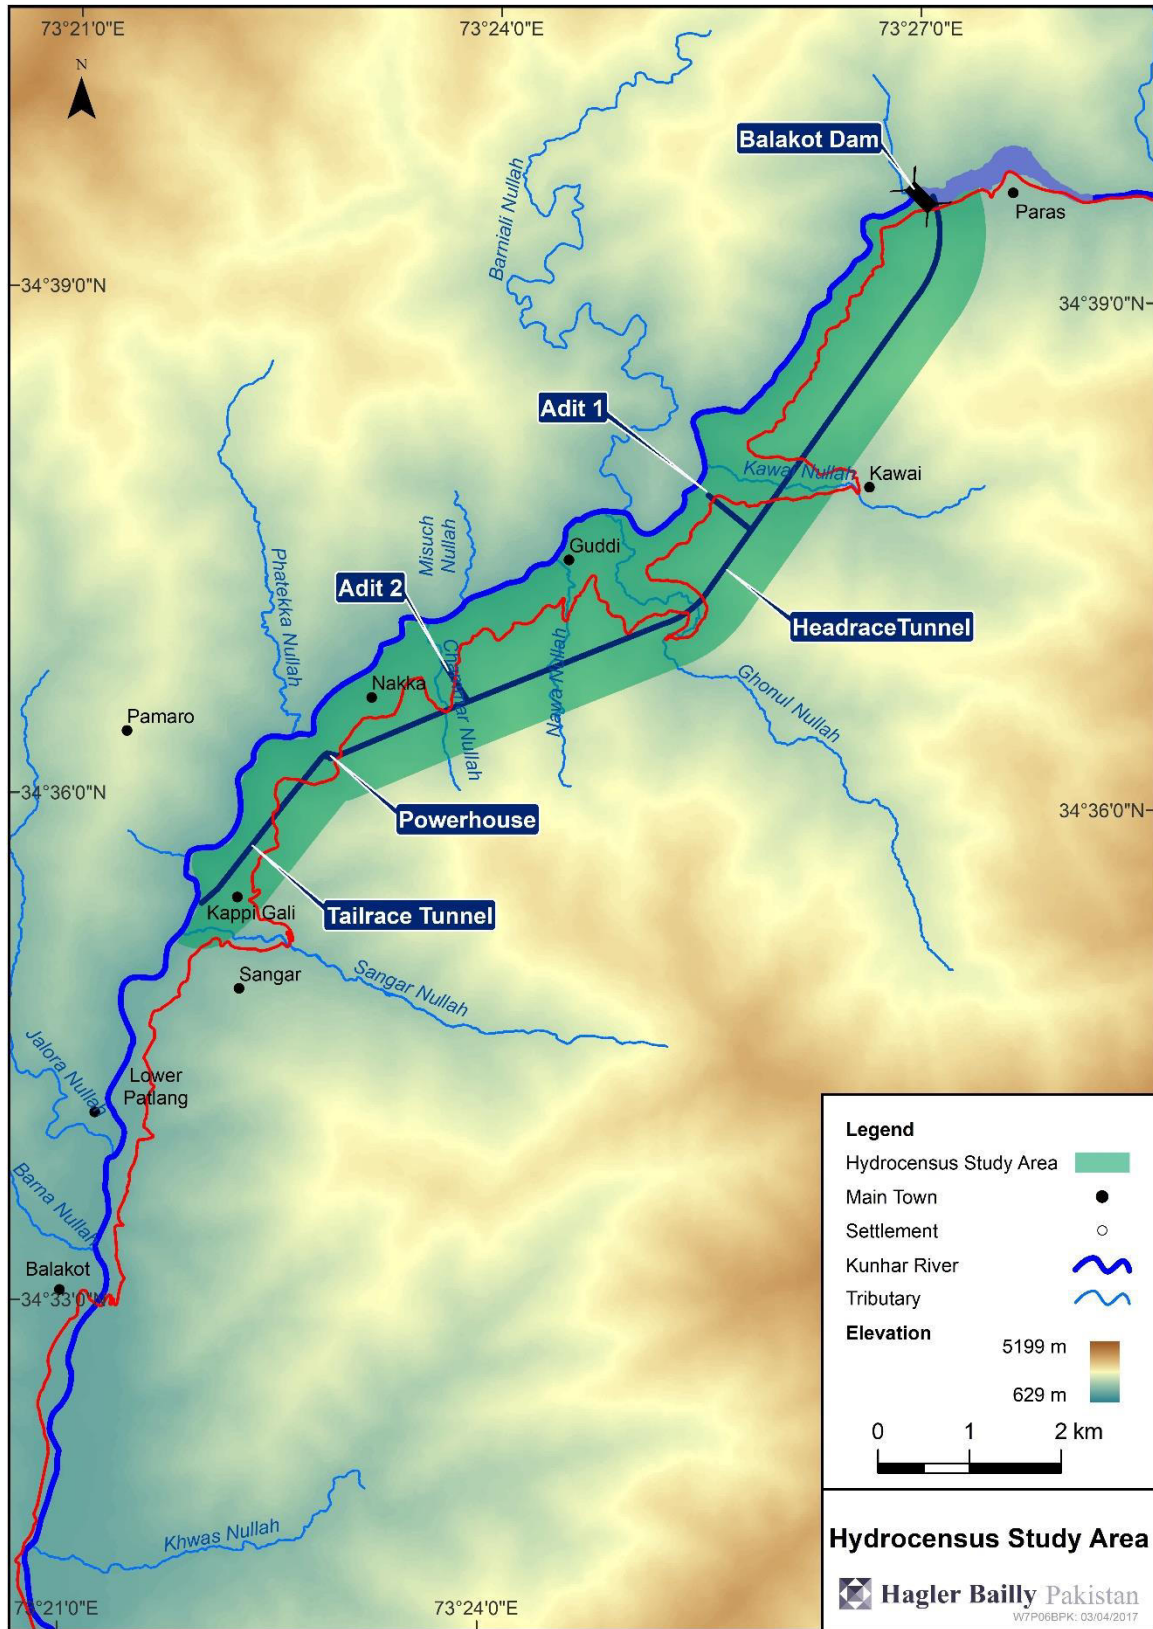 73°21'0"E
73°24'0"E
73°27'0"E
N
Balakot Dam
Paras
Barniali Nullah
34°39'0"N
34°39'0"N
Adit 1
Kawai Nullah
Kawai
Misuch
Nullah
Guddi
Phatekka Nullah
Adit 2
HeadraceTunnel
Nawa Nullah
Ghonul Nullah
Nakka
Pamaro
34°36'0"N
34°36'0"N
Powerhouse
Tailrace Tunnel
Kappi Gali
Sangar
Sangar Nullah
Jalora Nullah
Lower
Patlang
Barna Nullah
Balakot
34°33'0"N
Khwas Nullah
73°21'0"E
73°24'0"E
Legend
Hydrocensus Study Area
Main Town
Settlement
Kunhar River
Tributary
Elevation
5199 m
629 m
0 1 2 km
Hydrocensus Study Area
Hagler Bailly Pakistan
W7P06BPK: 03/04/2017